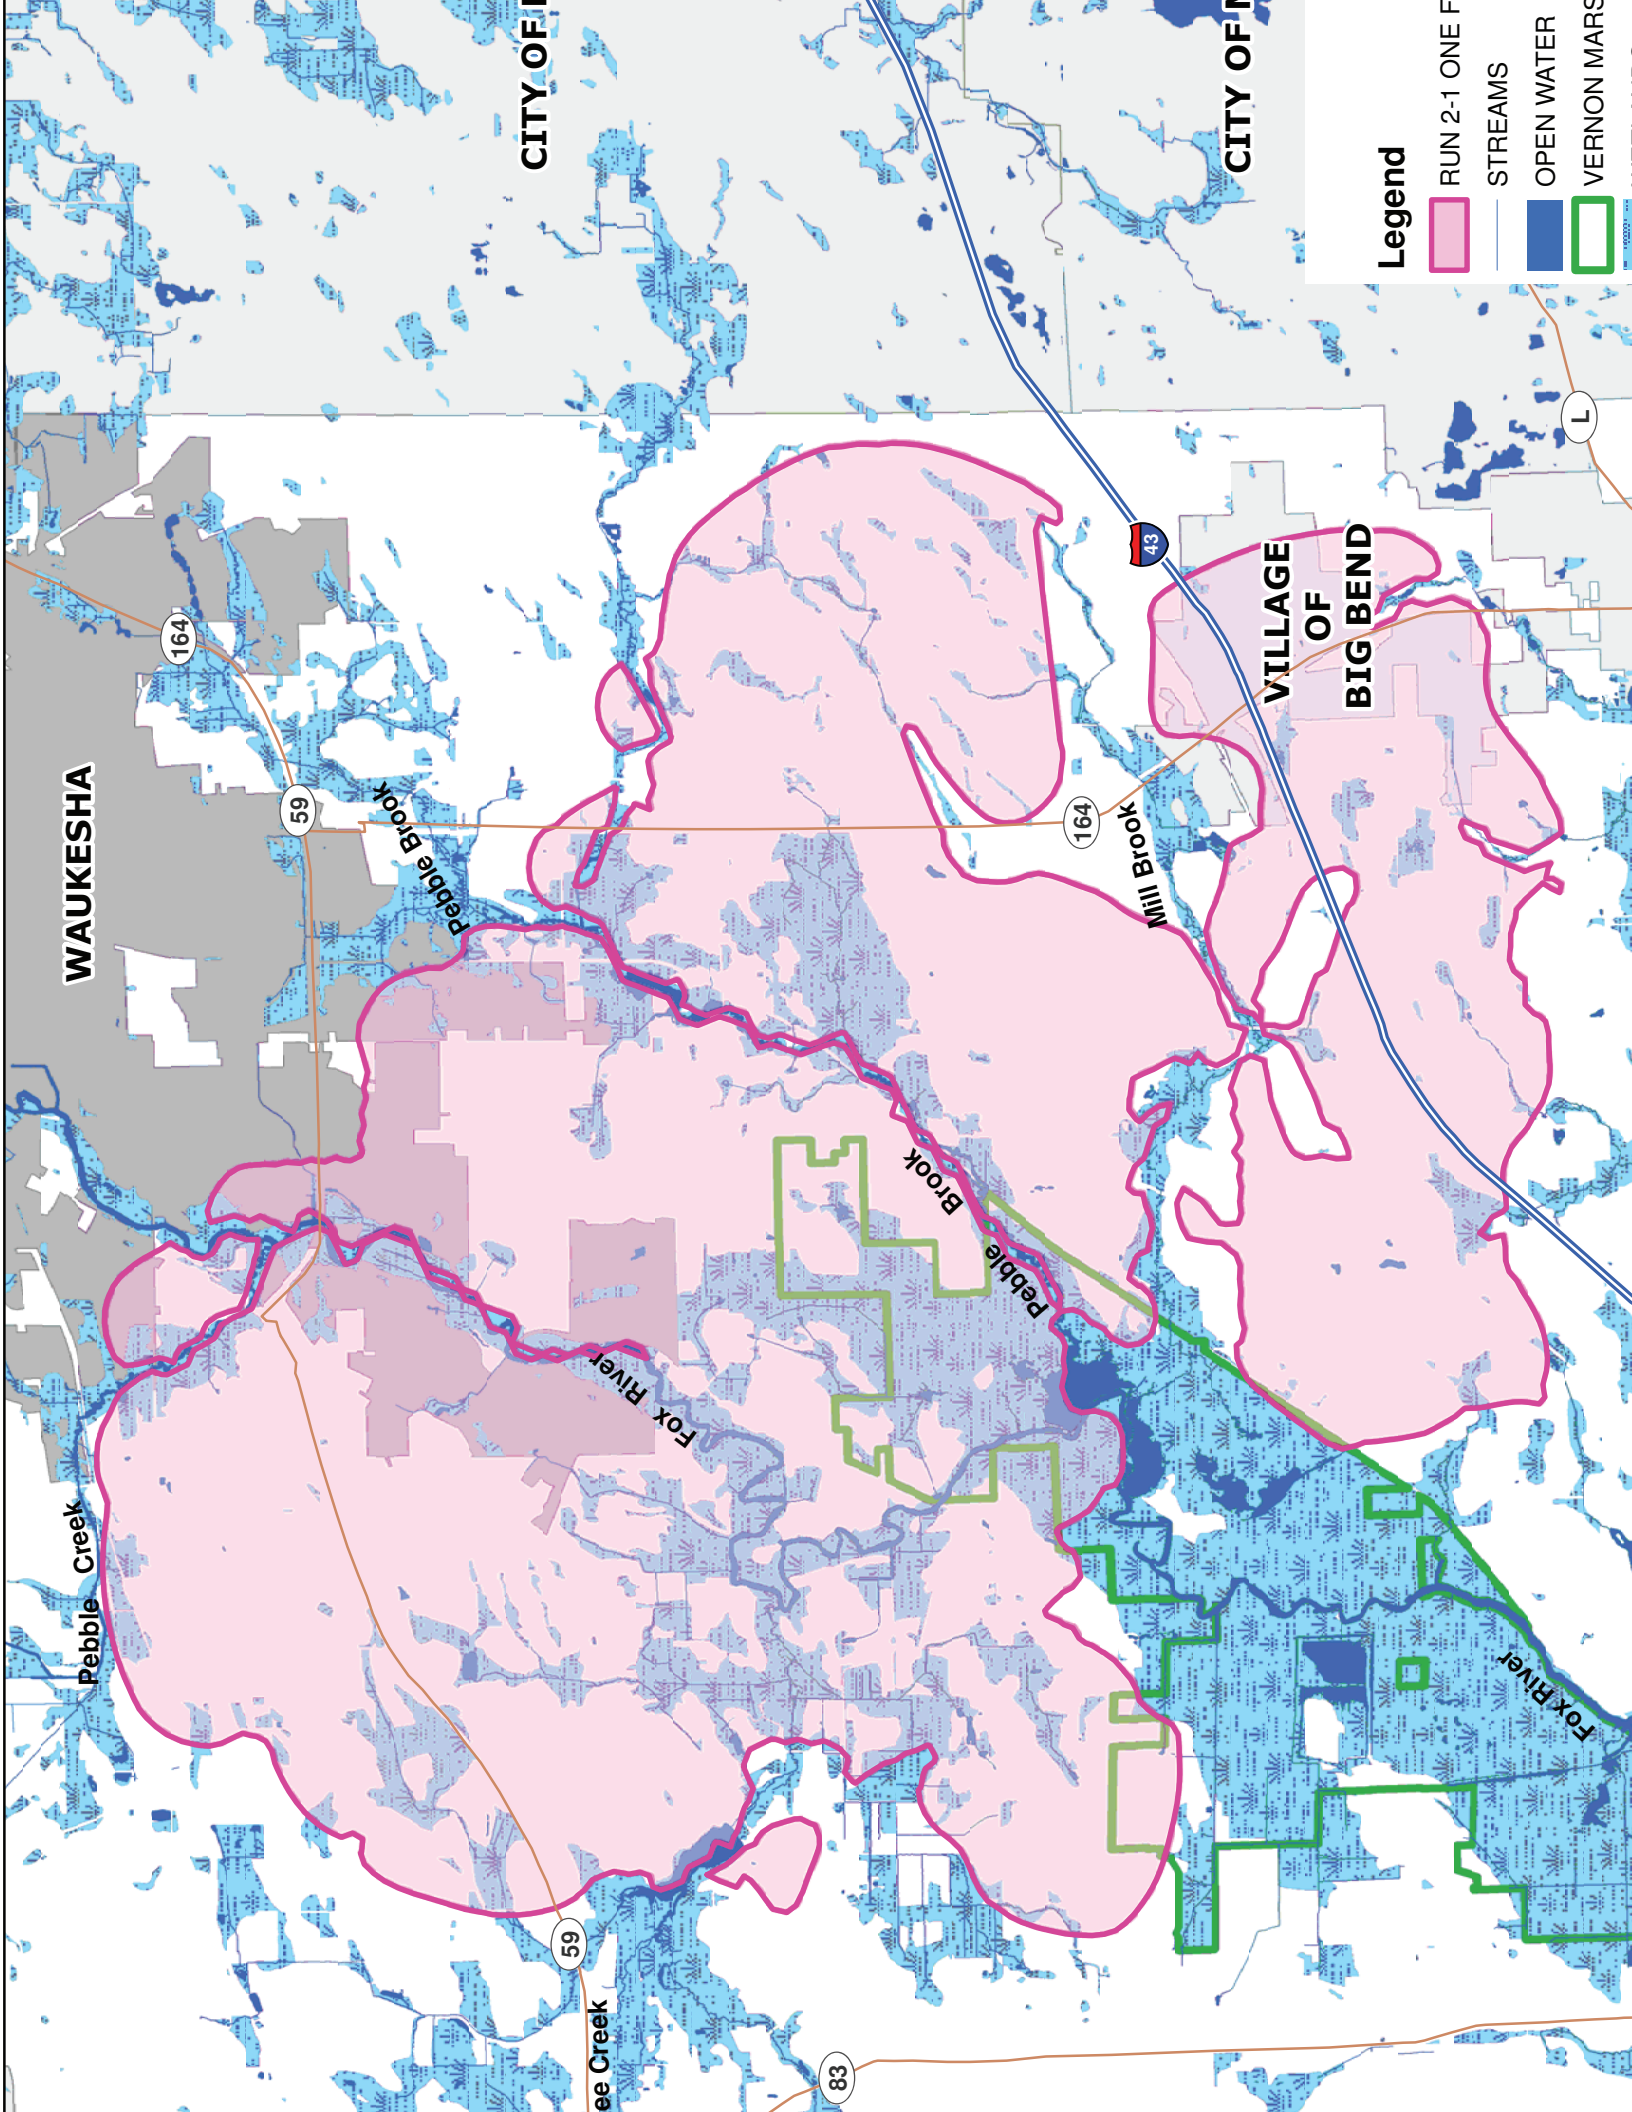 WAUKESHA
CITY OF
CITY OF
164
59
Pebble Brook
Pebble Creek
Fox River
Pebble Brook
Mill Brook
164
43
VILLAGE
OF
BIG BEND
L
59
ee Creek
83
Fox River
Legend
RUN 2-1 ONE F
STREAMS
OPEN WATER
VERNON MARS